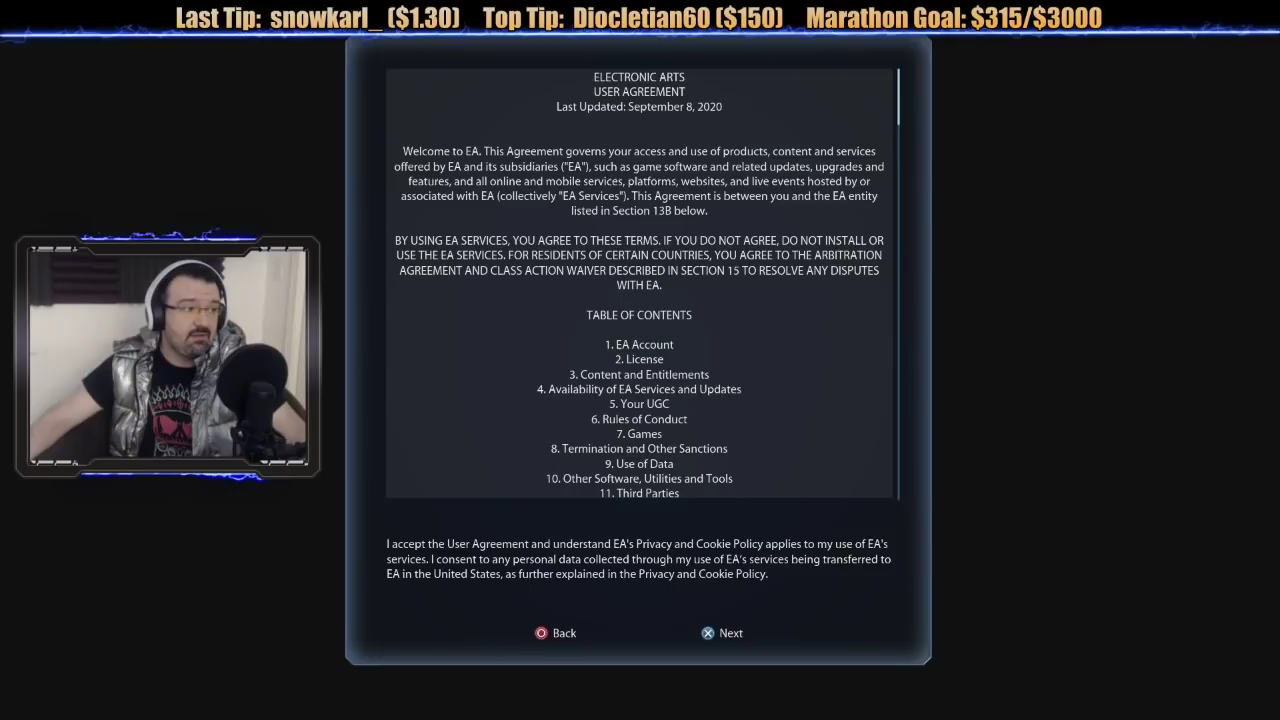 Last Tip: snowkarl_ ($1.30) Top Tip: Diocletian60 ($150) Marathon Goal: $315/$3000
ELECTRONIC ARTS
USER AGREEMENT
Last Updated: September 8, 2020
Welcome to EA. This Agreement governs your access and use of products, content and services
offered by EA and its subsidiaries ("EA"), such as game software and related updates, upgrades and
features, and all online and mobile services, platforms, websites, and live events hosted by or
associated with EA (collectively "EA Services"). This Agreement is between you and the EA entity
listed in Section 13B below.
BY USING EA SERVICES, YOU AGREE TO THESE TERMS. IF YOU DO NOT AGREE, DO NOT INSTALL OR
USE THE EA SERVICES. FOR RESIDENTS OF CERTAIN COUNTRIES, YOU AGREE TO THE ARBITRATION
AGREEMENT AND CLASS ACTION WAIVER DESCRIBED IN SECTION 15 TO RESOLVE ANY DISPUTES
WITH EA.
TABLE OF CONTENTS
1. EA Account
2. License
3. Content and Entitlements
4. Availability of EA Services and Updates
5. Your UGC
6. Rules of Conduct
7. Games
8. Termination and Other Sanctions
9. Use of Data
10. Other Software, Utilities and Tools
11. Third Parties
I accept the User Agreement and understand EA's Privacy and Cookie Policy applies to my use of EA's
services. I consent to any personal data collected through my use of EA's services being transferred to
EA in the United States, as further explained in the Privacy and Cookie Policy.
Back Next